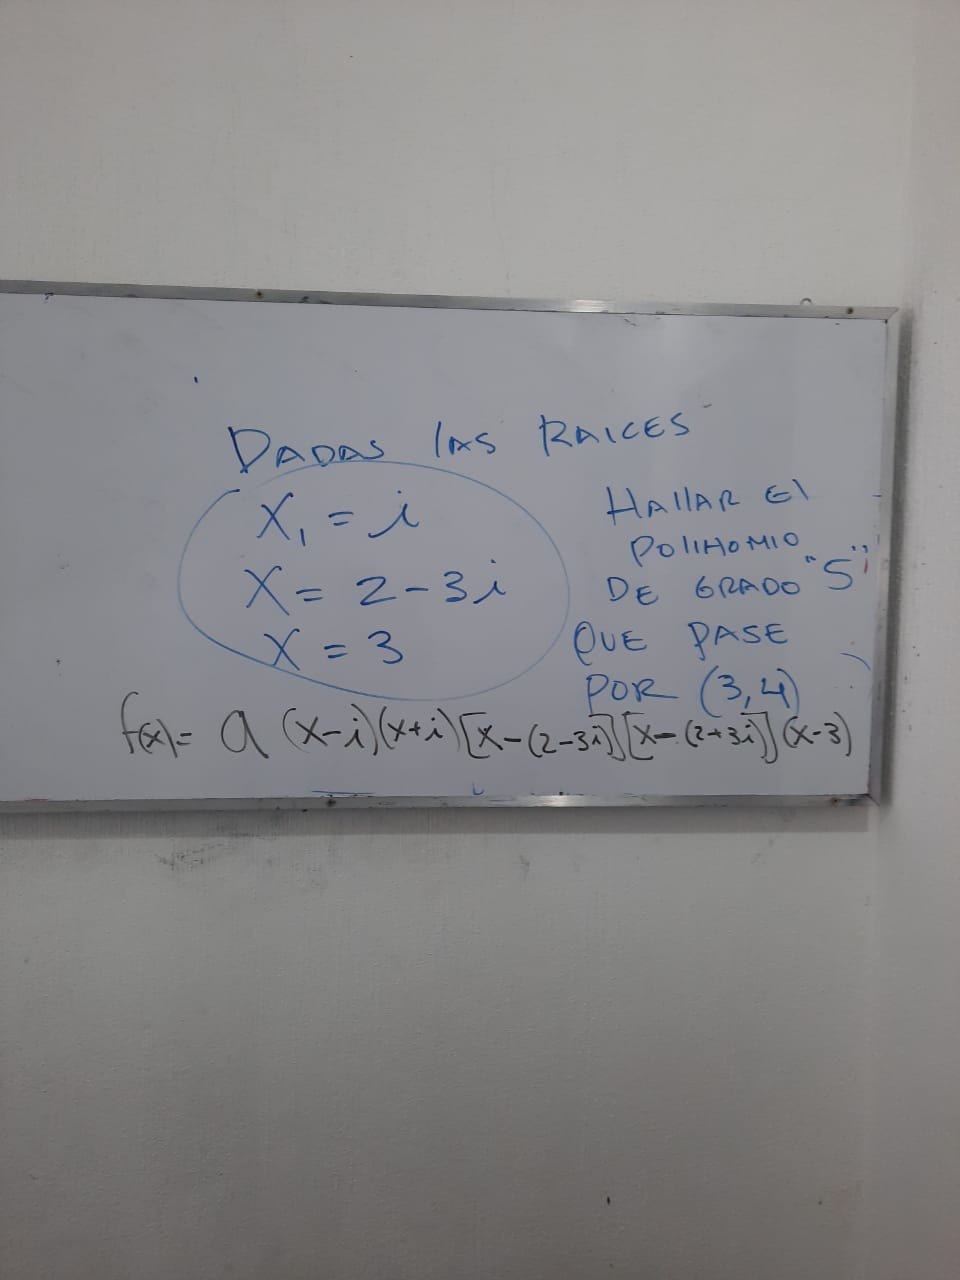 DADAS lAS RAICES
X₁ = i
X = 2 - 3i
X = 3
HAllAR El
POlIHOMIO
DE GRADO "5"
QUE PASE
POR (3,4)
f(x) = a (x-i)(x+i)[x-(2-3i)][x-(2+3i)](x-3)